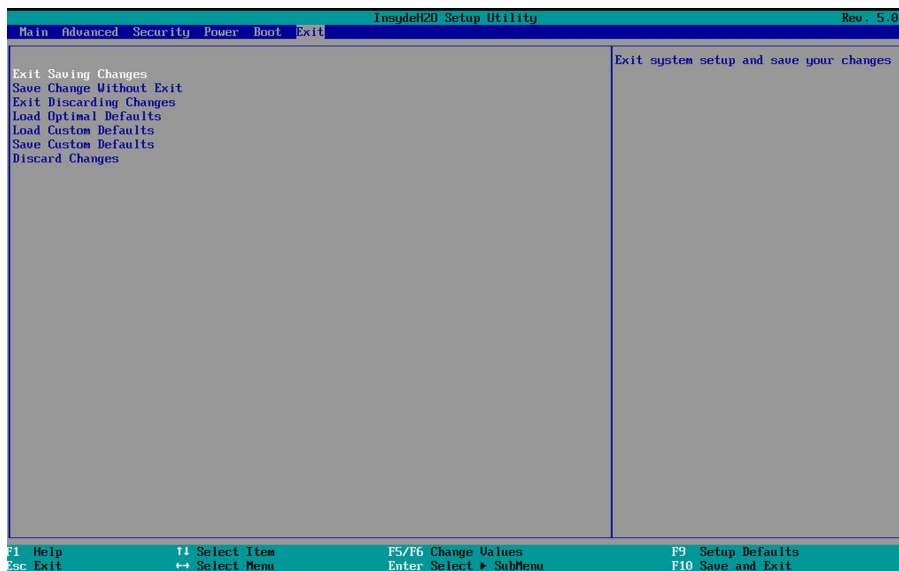 InsydeH2O Setup Utility Rev. 5.0
Main Advanced Security Power Boot Exit
Exit Saving Changes
Save Change Without Exit
Exit Discarding Changes
Load Optimal Defaults
Load Custom Defaults
Save Custom Defaults
Discard Changes
Exit system setup and save your changes
F1 Help ↑↓ Select Item F5/F6 Change Values F9 Setup Defaults
Esc Exit ↔ Select Menu Enter Select ▶ SubMenu F10 Save and Exit